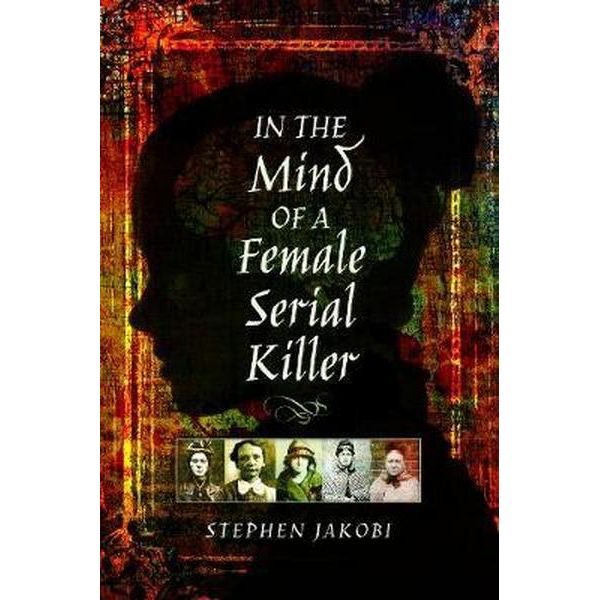 IN THE
Mind
OF A
Female
Serial
Killer
STEPHEN JAKOBI